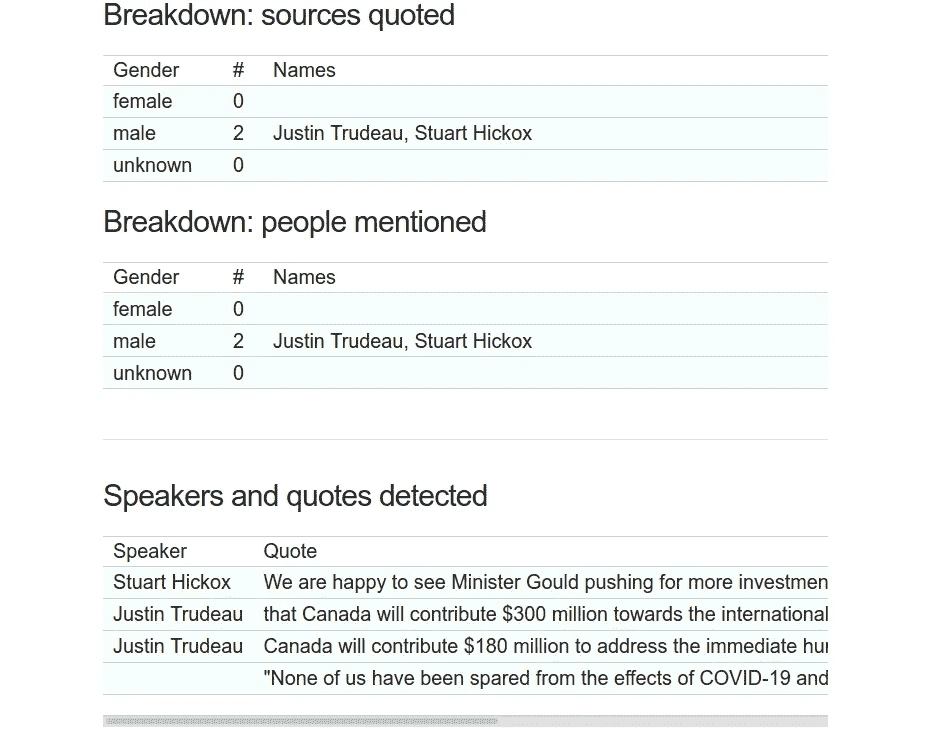 Breakdown: sources quoted
Gender # Names
female 0
male 2 Justin Trudeau, Stuart Hickox
unknown 0
Breakdown: people mentioned
Gender # Names
female 0
male 2 Justin Trudeau, Stuart Hickox
unknown 0
Speakers and quotes detected
Speaker Quote
Stuart Hickox We are happy to see Minister Gould pushing for more investmen
Justin Trudeau that Canada will contribute $300 million towards the international
Justin Trudeau Canada will contribute $180 million to address the immediate hu
"None of us have been spared from the effects of COVID-19 and